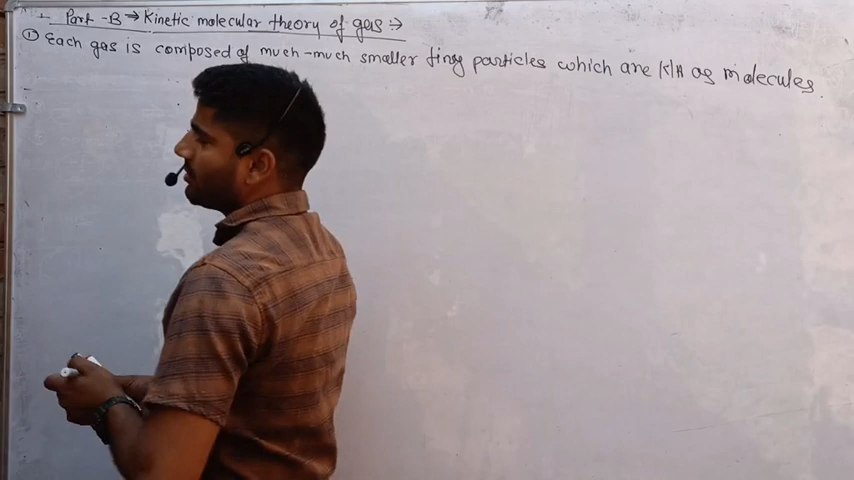 Part-B → Kinetic molecular theory of gas :→
① Each gas is composed of much-much smaller tiny particles which are K/A as molecules.